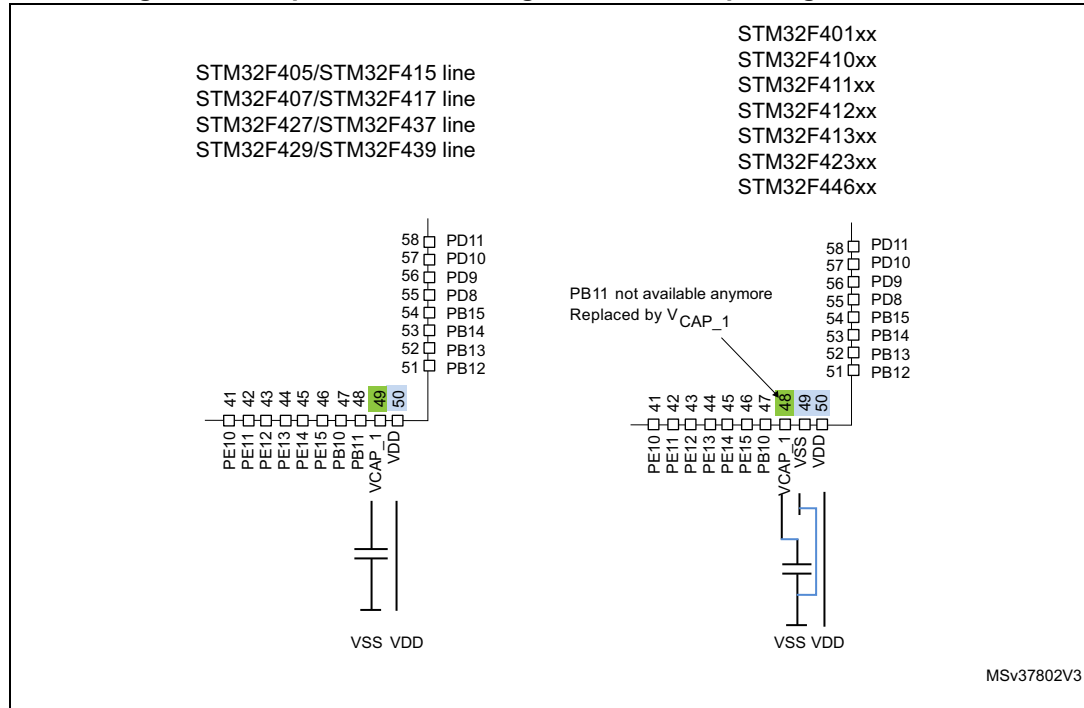 STM32F405/STM32F415 line
STM32F407/STM32F417 line
STM32F427/STM32F437 line
STM32F429/STM32F439 line
58 PD11
57 PD10
56 PD9
55 PD8
54 PB15
53 PB14
52 PB13
51 PB12
41 42 43 44 45 46 47 48 49 50
PE10 PE11 PE12 PE13 PE14 PE15 PB10 PB11 VCAP_1 VDD
VSS VDD
STM32F401xx
STM32F410xx
STM32F411xx
STM32F412xx
STM32F413xx
STM32F423xx
STM32F446xx
58 PD11
57 PD10
56 PD9
55 PD8
54 PB15
53 PB14
52 PB13
51 PB12
PB11 not available anymore
Replaced by VCAP_1
41 42 43 44 45 46 47 48 49 50
PE10 PE11 PE12 PE13 PE14 PE15 PB10 VCAP_1 VSS VDD
VSS VDD
MSv37802V3